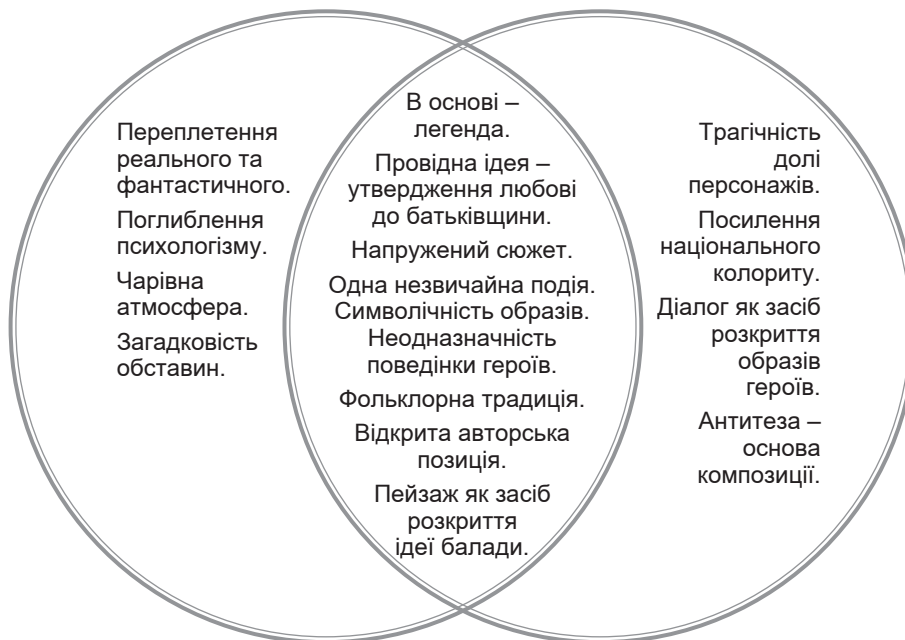 Переплетення
реального та
фантастичного.
Поглиблення
психологізму.
Чарівна
атмосфера.
Загадковість
обставин.
В основі –
легенда.
Провідна ідея –
утвердження любові
до батьківщини.
Напружений сюжет.
Одна незвичайна подія.
Символічність образів.
Неодназначність
поведінки героїв.
Фольклорна традиція.
Відкрита авторська
позиція.
Пейзаж як засіб
розкриття
ідеї балади.
Трагічність
долі
персонажів.
Посилення
національного
колориту.
Діалог як засіб
розкриття
образів
героїв.
Антитеза –
основа
композиції.